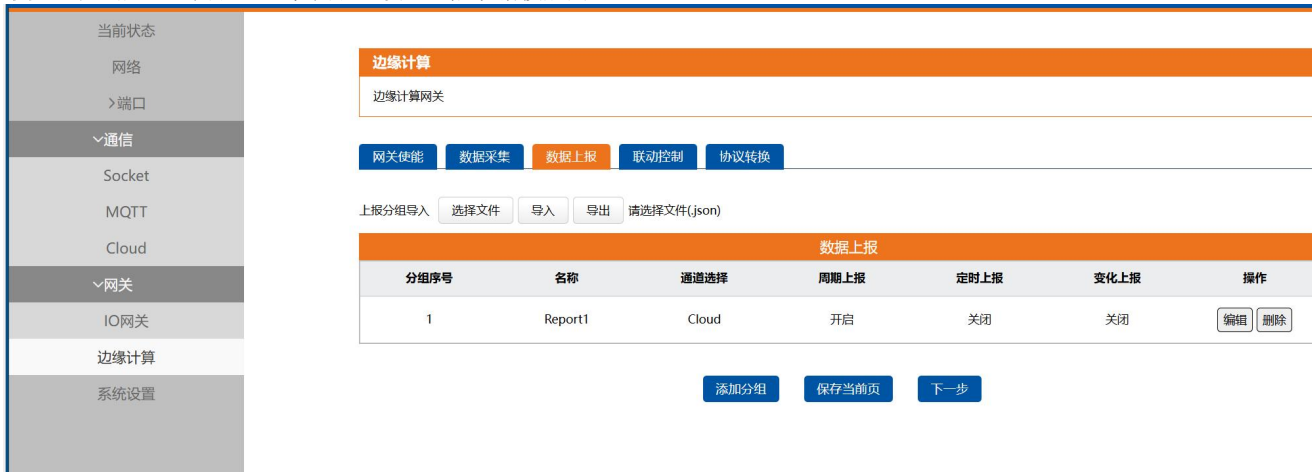 当前状态
网络
>端口
∨通信
Socket
MQTT
Cloud
∨网关
IO网关
边缘计算
系统设置
边缘计算
边缘计算网关
网关使能 数据采集 数据上报 联动控制 协议转换
上报分组导入 选择文件 导入 导出 请选择文件(.json)
数据上报
分组序号 名称 通道选择 周期上报 定时上报 变化上报 操作
1 Report1 Cloud 开启 关闭 关闭 编辑 删除
添加分组 保存当前页 下一步